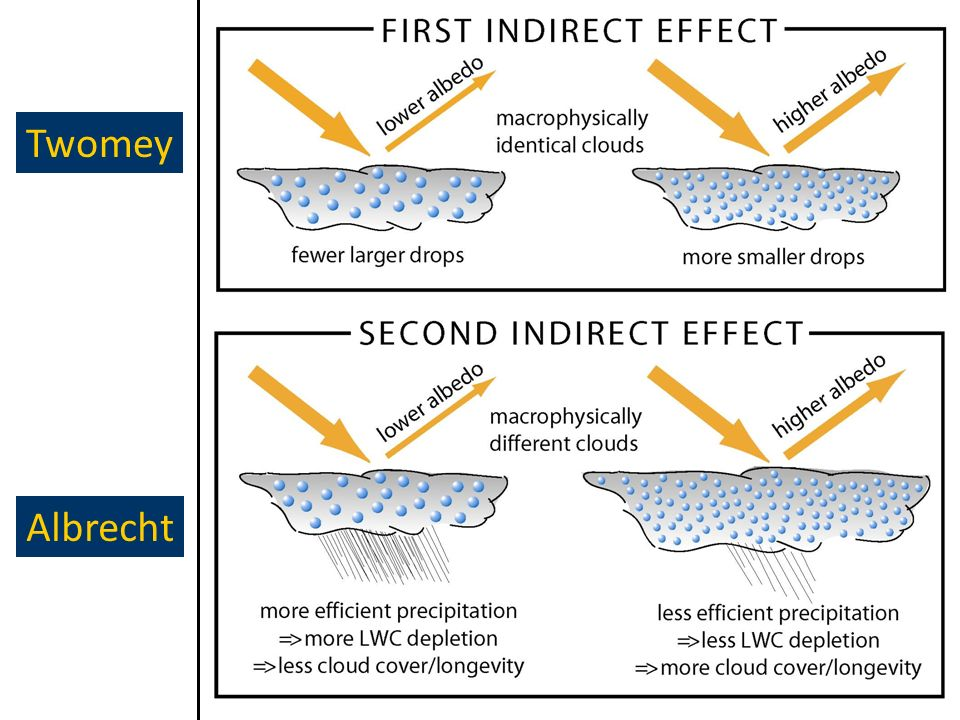 Twomey
FIRST INDIRECT EFFECT
lower albedo
macrophysically
identical clouds
higher albedo
fewer larger drops
more smaller drops
Albrecht
SECOND INDIRECT EFFECT
lower albedo
macrophysically
different clouds
higher albedo
more efficient precipitation
=>more LWC depletion
=>less cloud cover/longevity
less efficient precipitation
=>less LWC depletion
=>more cloud cover/longevity